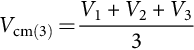 V_cm(3) = (V_1 + V_2 + V_3) / 3